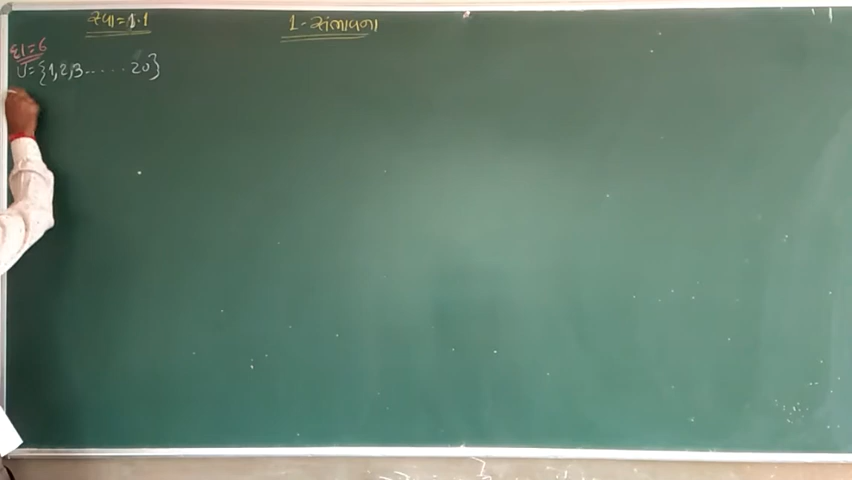 સ્વા=1.1
1-સંભાવના
દા=6
U={1,2,3......20}